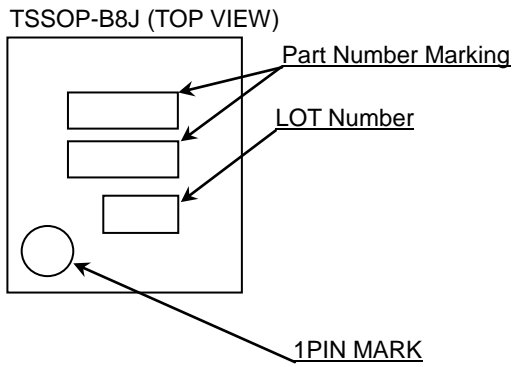 TSSOP-B8J (TOP VIEW)
Part Number Marking
LOT Number
1PIN MARK